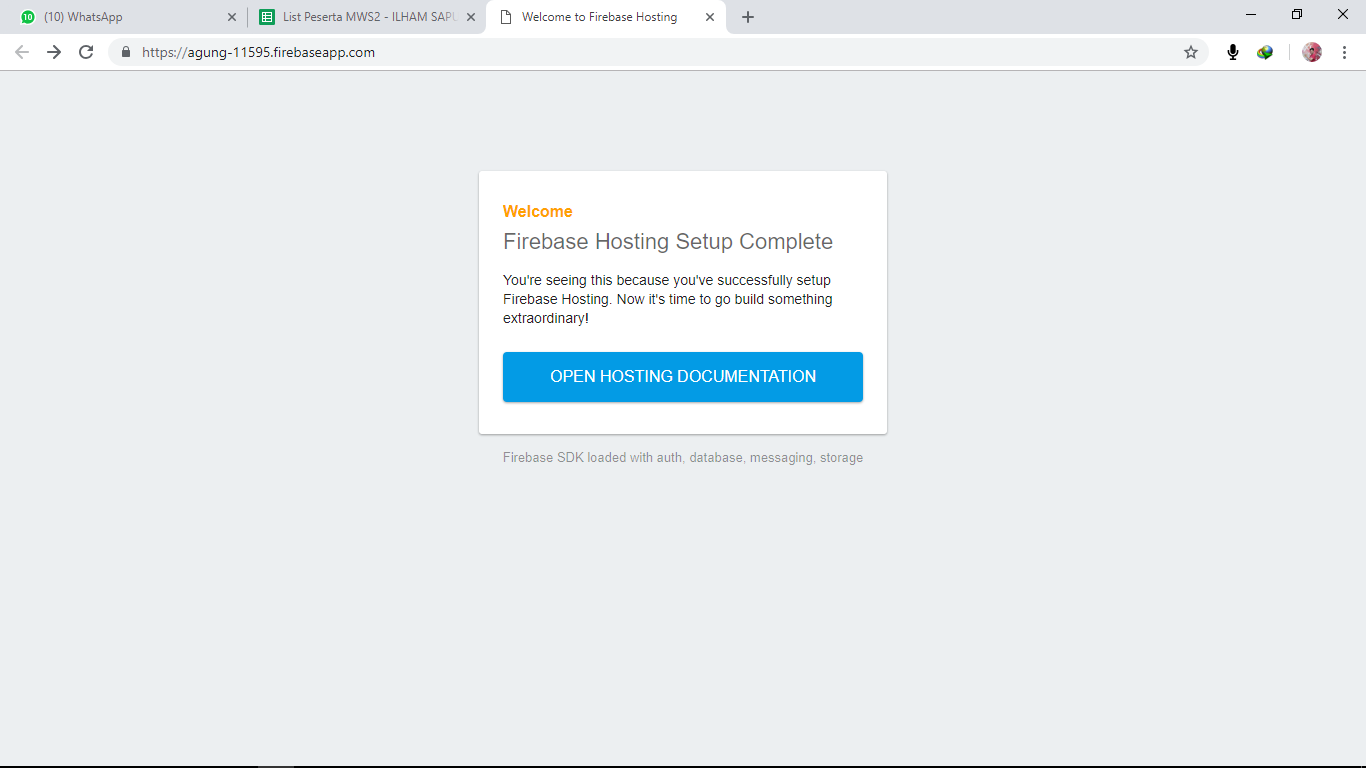 (10) WhatsApp
List Peserta MWS2 - ILHAM SAPU
Welcome to Firebase Hosting
https://agung-11595.firebaseapp.com
Welcome
Firebase Hosting Setup Complete
You're seeing this because you've successfully setup
Firebase Hosting. Now it's time to go build something
extraordinary!
OPEN HOSTING DOCUMENTATION
Firebase SDK loaded with auth, database, messaging, storage